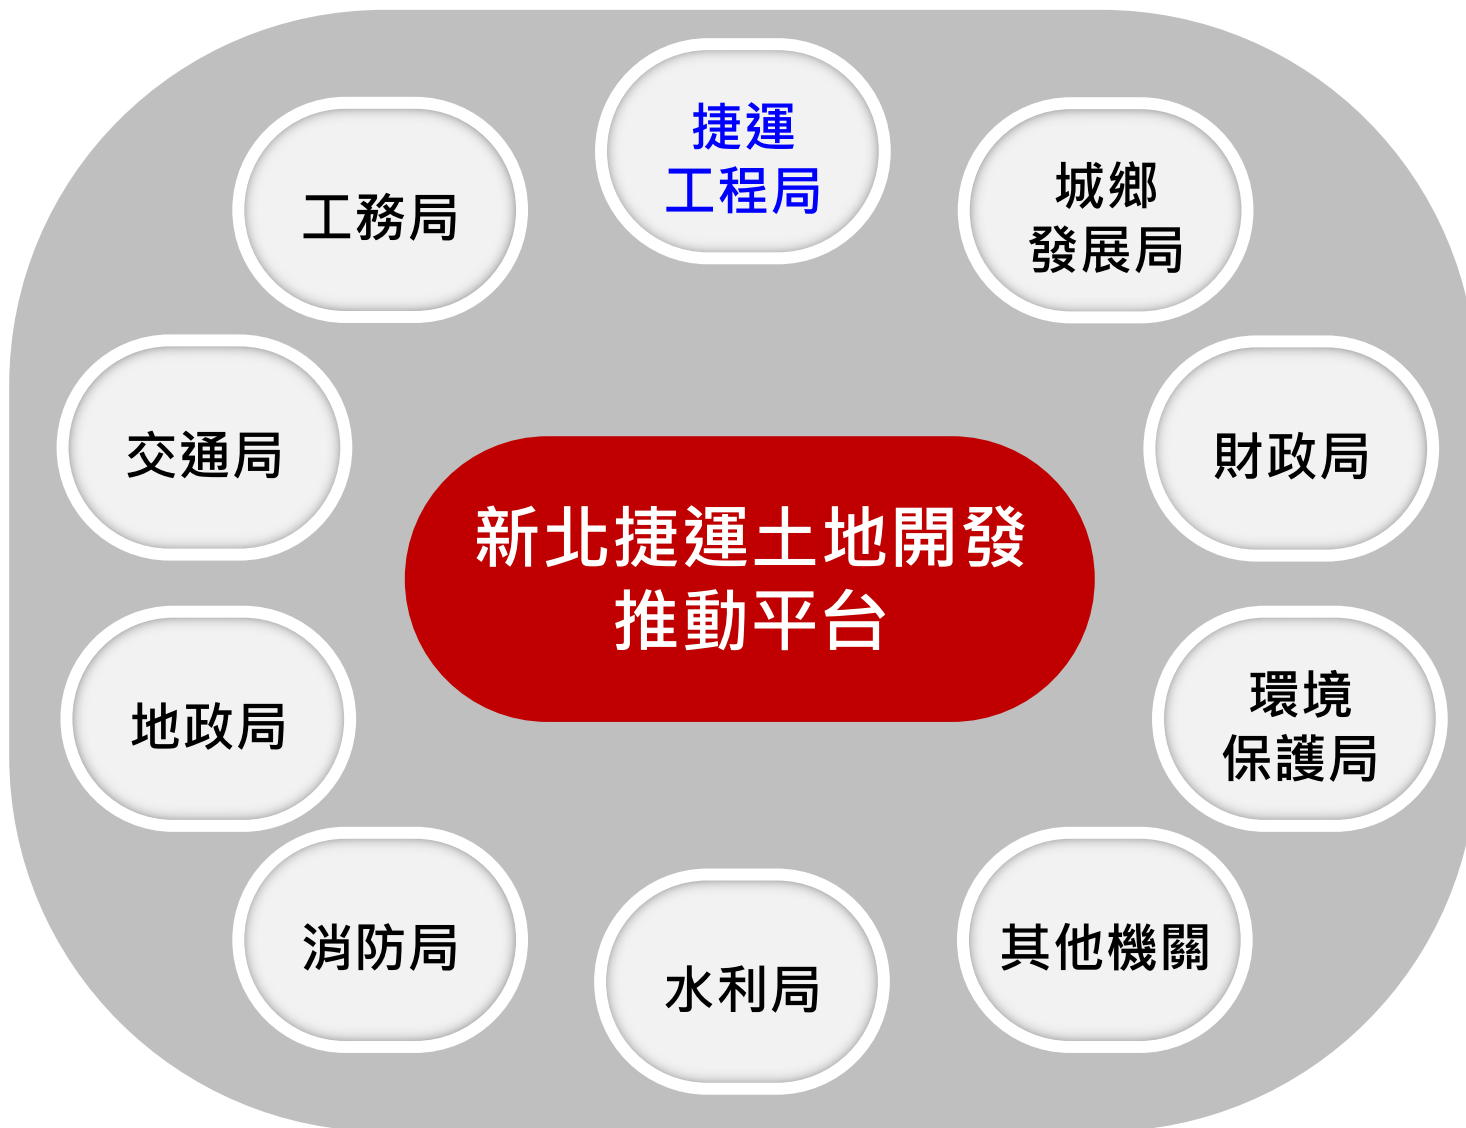 捷運
工程局
工務局
城鄉
發展局
交通局
財政局
新北捷運土地開發
推動平台
地政局
環境
保護局
消防局
其他機關
水利局